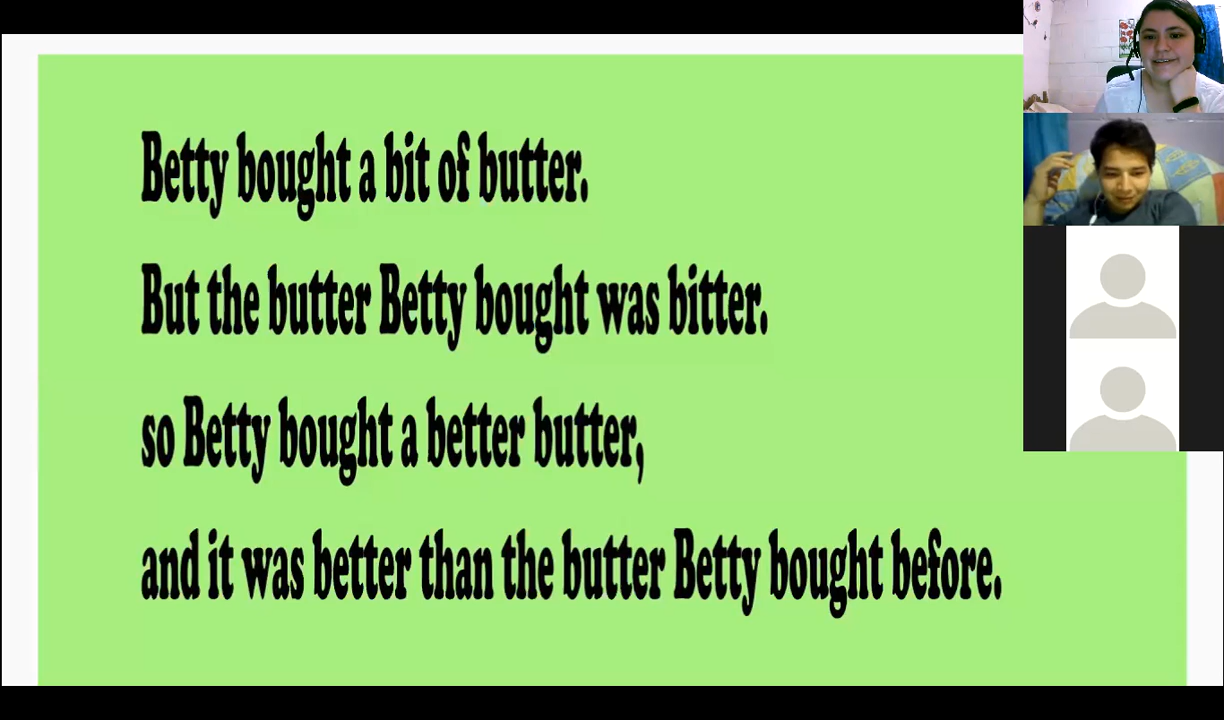 Betty bought a bit of butter.
But the butter Betty bought was bitter.
so Betty bought a better butter,
and it was better than the butter Betty bought before.